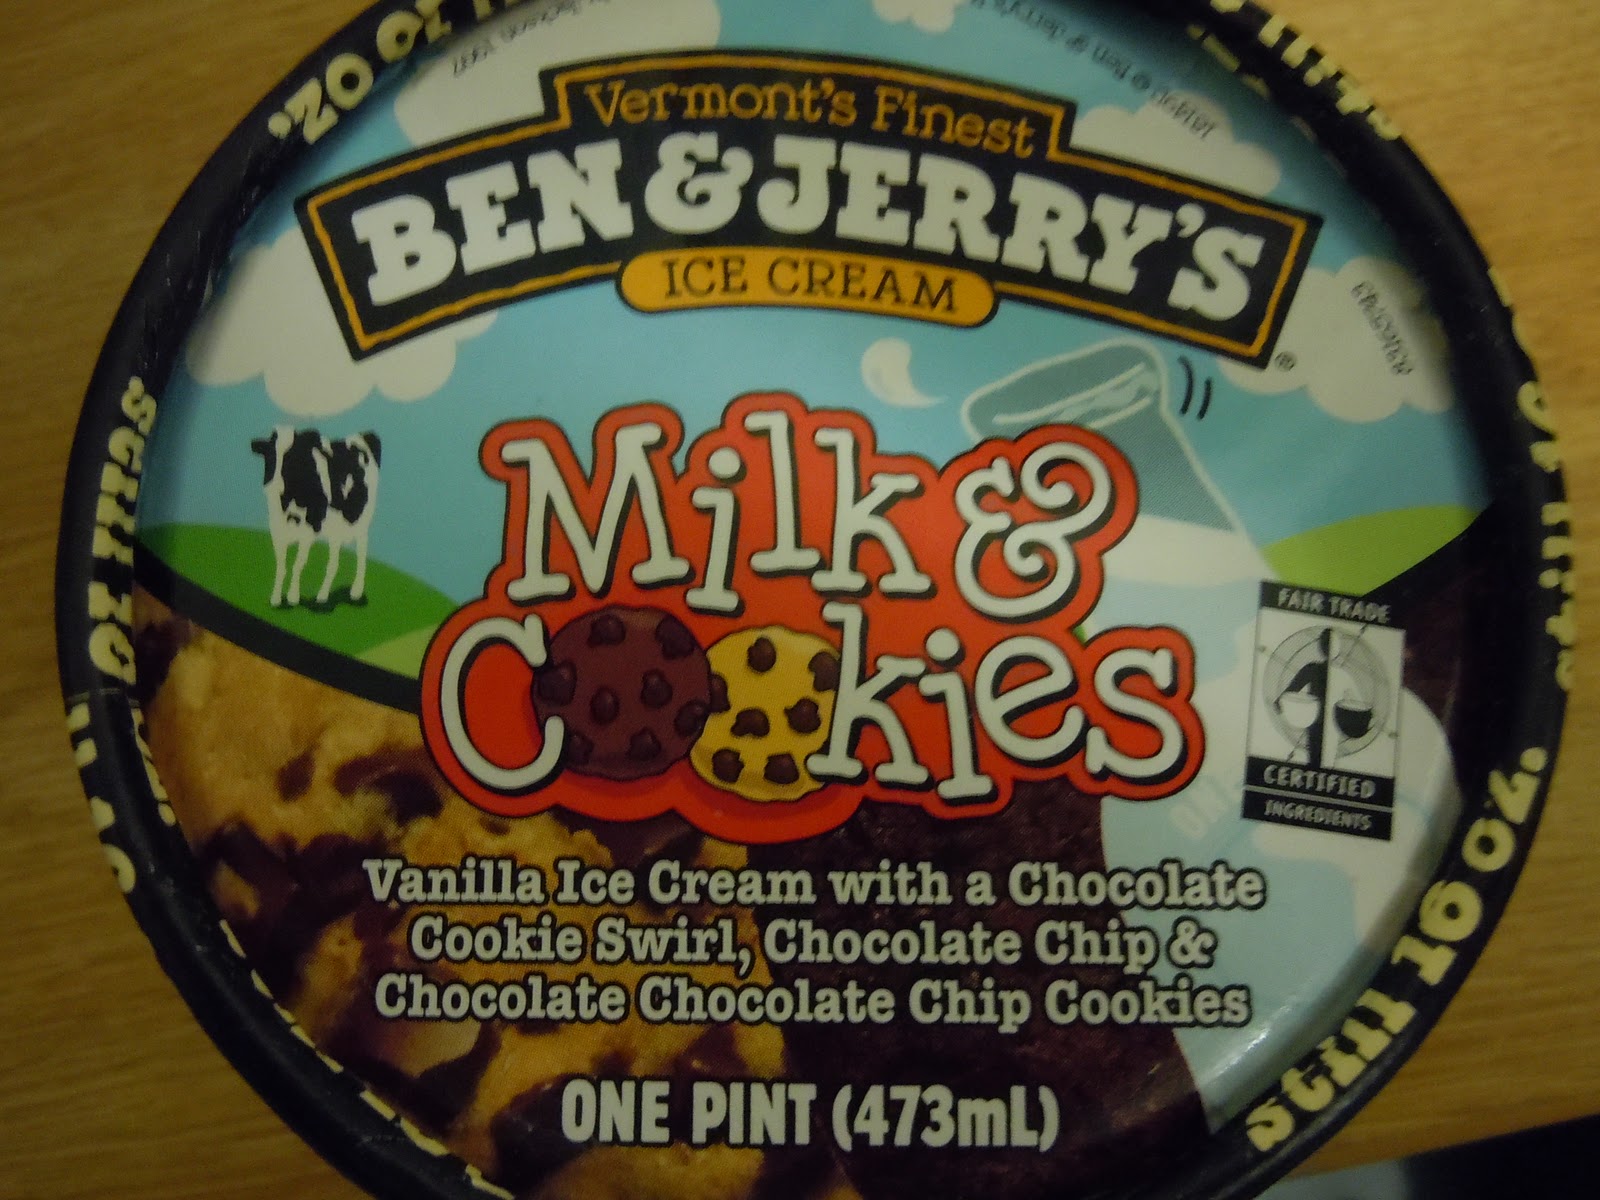 Vermont's Finest
BEN & JERRY'S
ICE CREAM
®
Milk &
Cookies
FAIR TRADE
CERTIFIED
INGREDIENTS
Vanilla Ice Cream with a Chocolate
Cookie Swirl, Chocolate Chip &
Chocolate Chocolate Chip Cookies
ONE PINT (473mL)
still 16 oz.